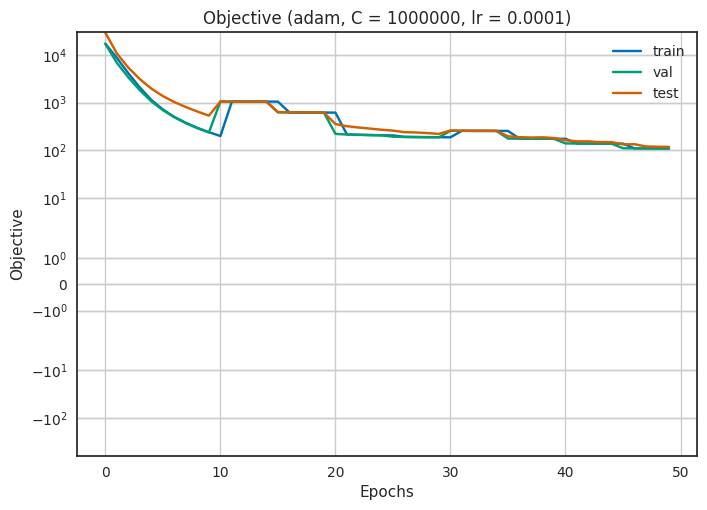 Objective (adam, C = 1000000, lr = 0.0001)
train
val
test
10⁴
10³
10²
10¹
10⁰
0
−10⁰
−10¹
−10²
Objective
0 10 20 30 40 50
Epochs